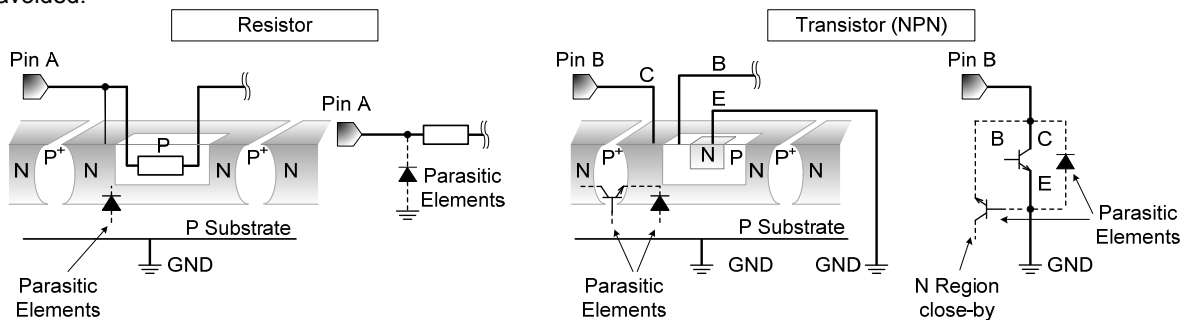 avoided.
Resistor
Transistor (NPN)
Pin A
Pin A
N
P+
N
P
N
P+
N
Parasitic
Elements
P Substrate
GND
Parasitic
Elements
Pin B
C
B
E
N
P+
N
N
P
N
P+
N
P Substrate
GND
GND
Parasitic
Elements
Pin B
B
C
E
Parasitic
Elements
GND
N Region
close-by